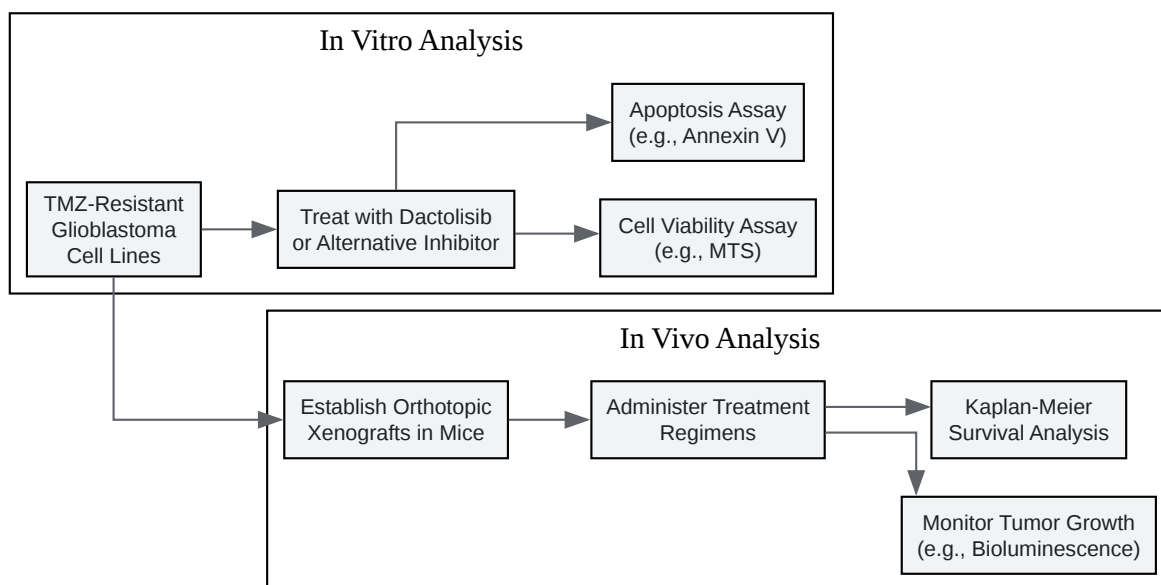 In Vitro Analysis
Apoptosis Assay
(e.g., Annexin V)
TMZ-Resistant
Glioblastoma
Cell Lines
Treat with Dactolisib
or Alternative Inhibitor
Cell Viability Assay
(e.g., MTS)
In Vivo Analysis
Establish Orthotopic
Xenografts in Mice
Administer Treatment
Regimens
Kaplan-Meier
Survival Analysis
Monitor Tumor Growth
(e.g., Bioluminescence)